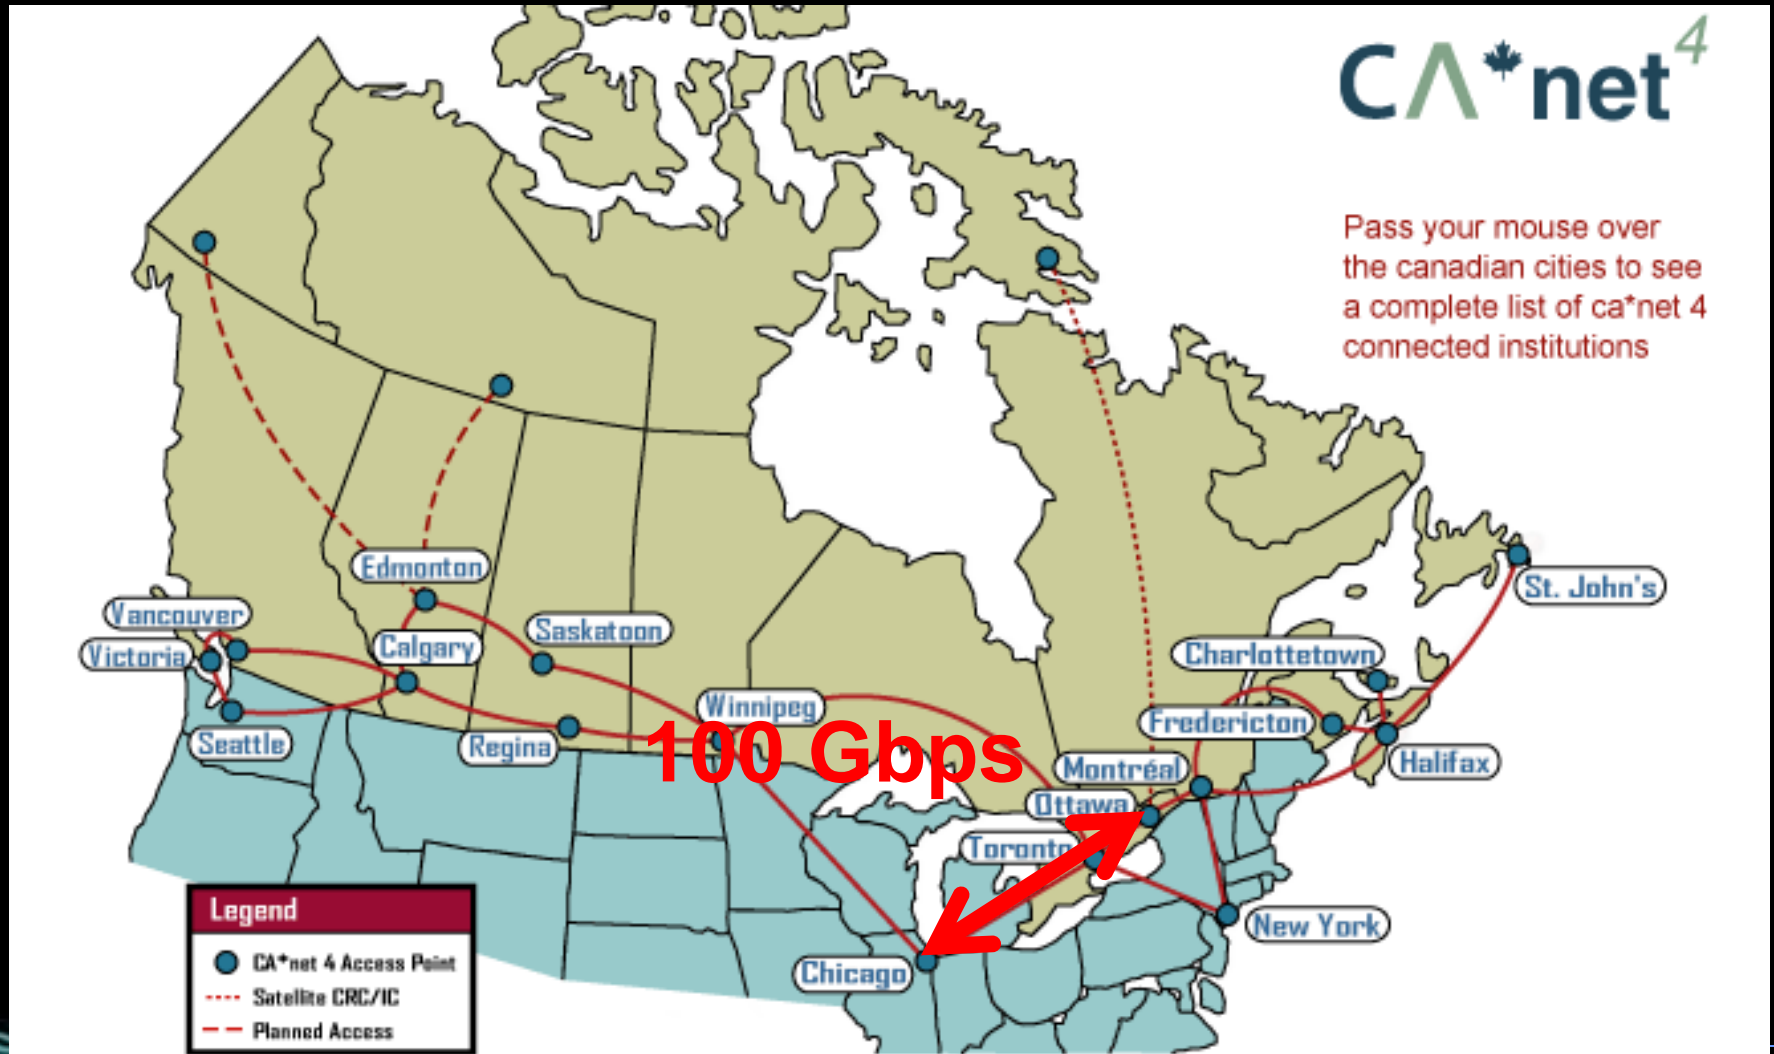 CA*net 4
Pass your mouse over
the canadian cities to see
a complete list of ca*net 4
connected institutions
Edmonton
Vancouver
St. John's
Saskatoon
Calgary
Victoria
Charlottetown
Winnipeg
Fredericton
Seattle
Regina
100 Gbps
Montréal
Halifax
Ottawa
Toronto
New York
Chicago
Legend
CA*net 4 Access Point
Satellite CRC/IC
Planned Access